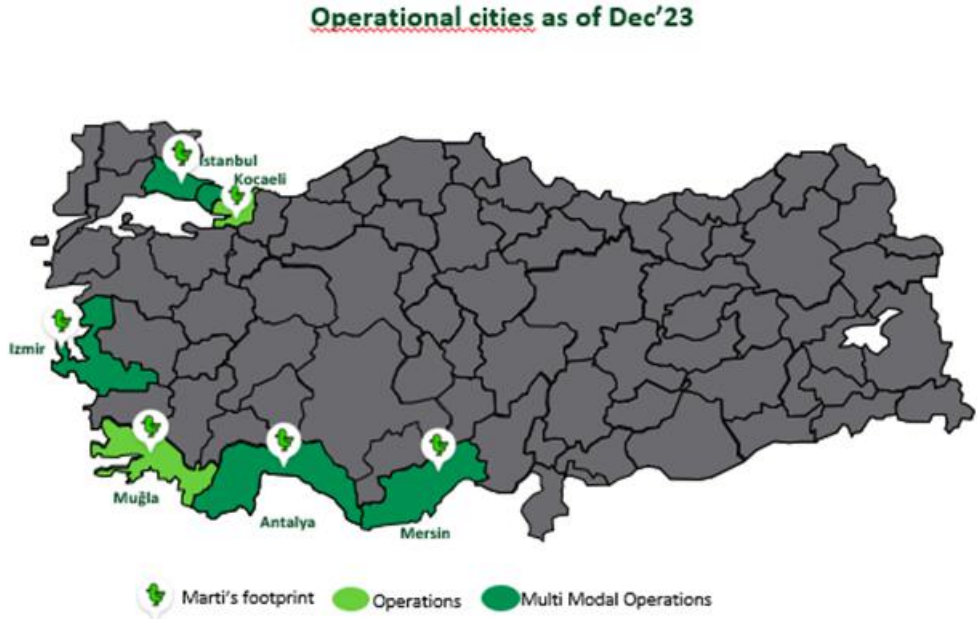 Operational cities as of Dec'23
Istanbul
Kocaeli
Izmir
Muğla
Antalya
Mersin
Marti's footprint
Operations
Multi Modal Operations